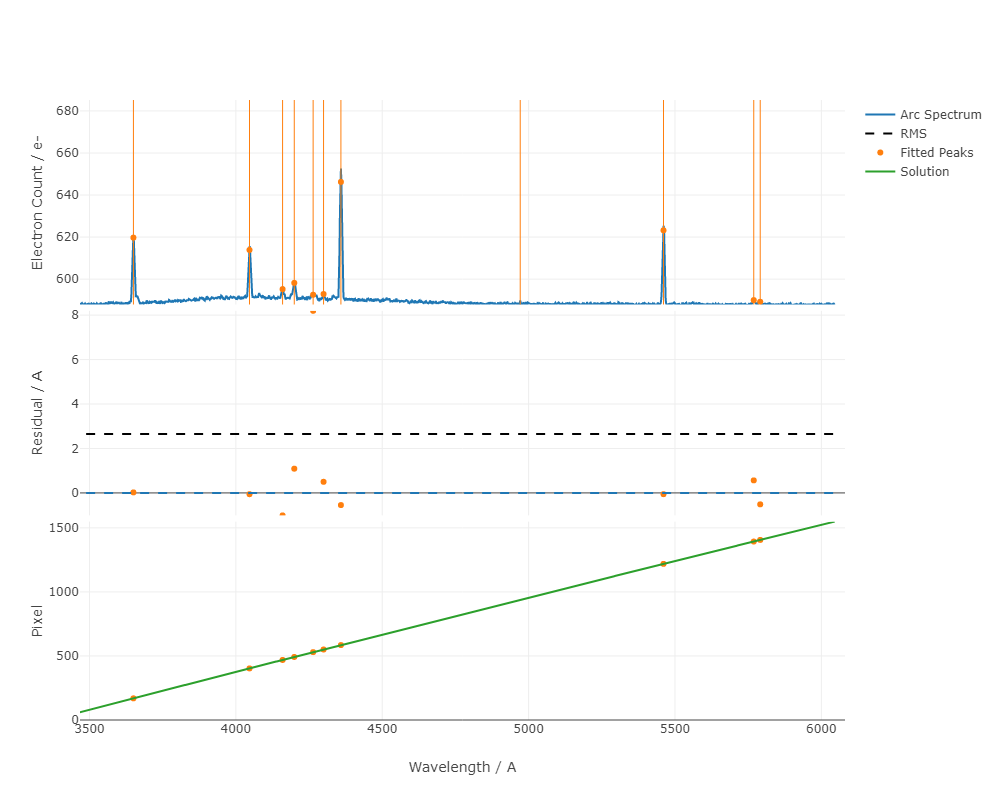 680
660
640
620
600
Electron Count / e-
Arc Spectrum
RMS
Fitted Peaks
Solution
8
6
4
2
0
Residual / A
1500
1000
500
0
Pixel
3500 4000 4500 5000 5500 6000
Wavelength / A